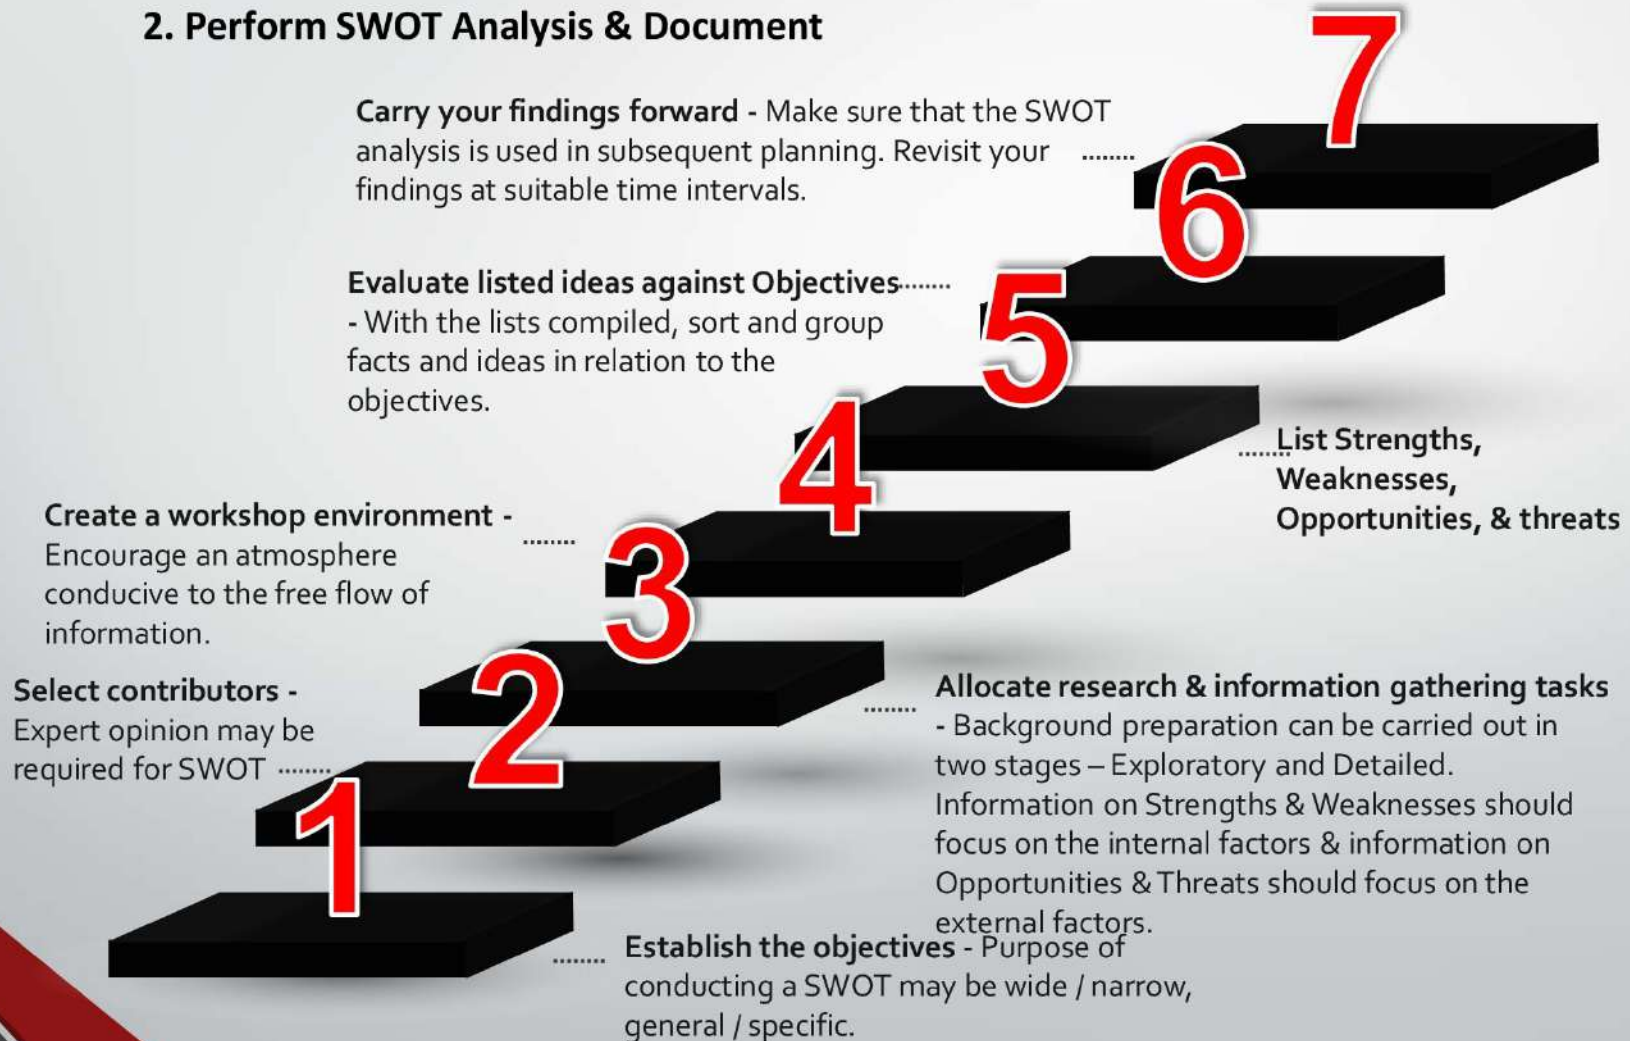 2. Perform SWOT Analysis & Document
7
Carry your findings forward - Make sure that the SWOT
analysis is used in subsequent planning. Revisit your ........
findings at suitable time intervals.
6
Evaluate listed ideas against Objectives........
- With the lists compiled, sort and group
facts and ideas in relation to the
objectives.
5
........List Strengths,
Weaknesses,
Opportunities, & threats
4
Create a workshop environment - ........
Encourage an atmosphere
conducive to the free flow of
information.
3
Allocate research & information gathering tasks
........ - Background preparation can be carried out in
two stages – Exploratory and Detailed.
Information on Strengths & Weaknesses should
focus on the internal factors & information on
Opportunities & Threats should focus on the
external factors.
2
Select contributors -
Expert opinion may be
required for SWOT ........
1
........ Establish the objectives - Purpose of
conducting a SWOT may be wide / narrow,
general / specific.